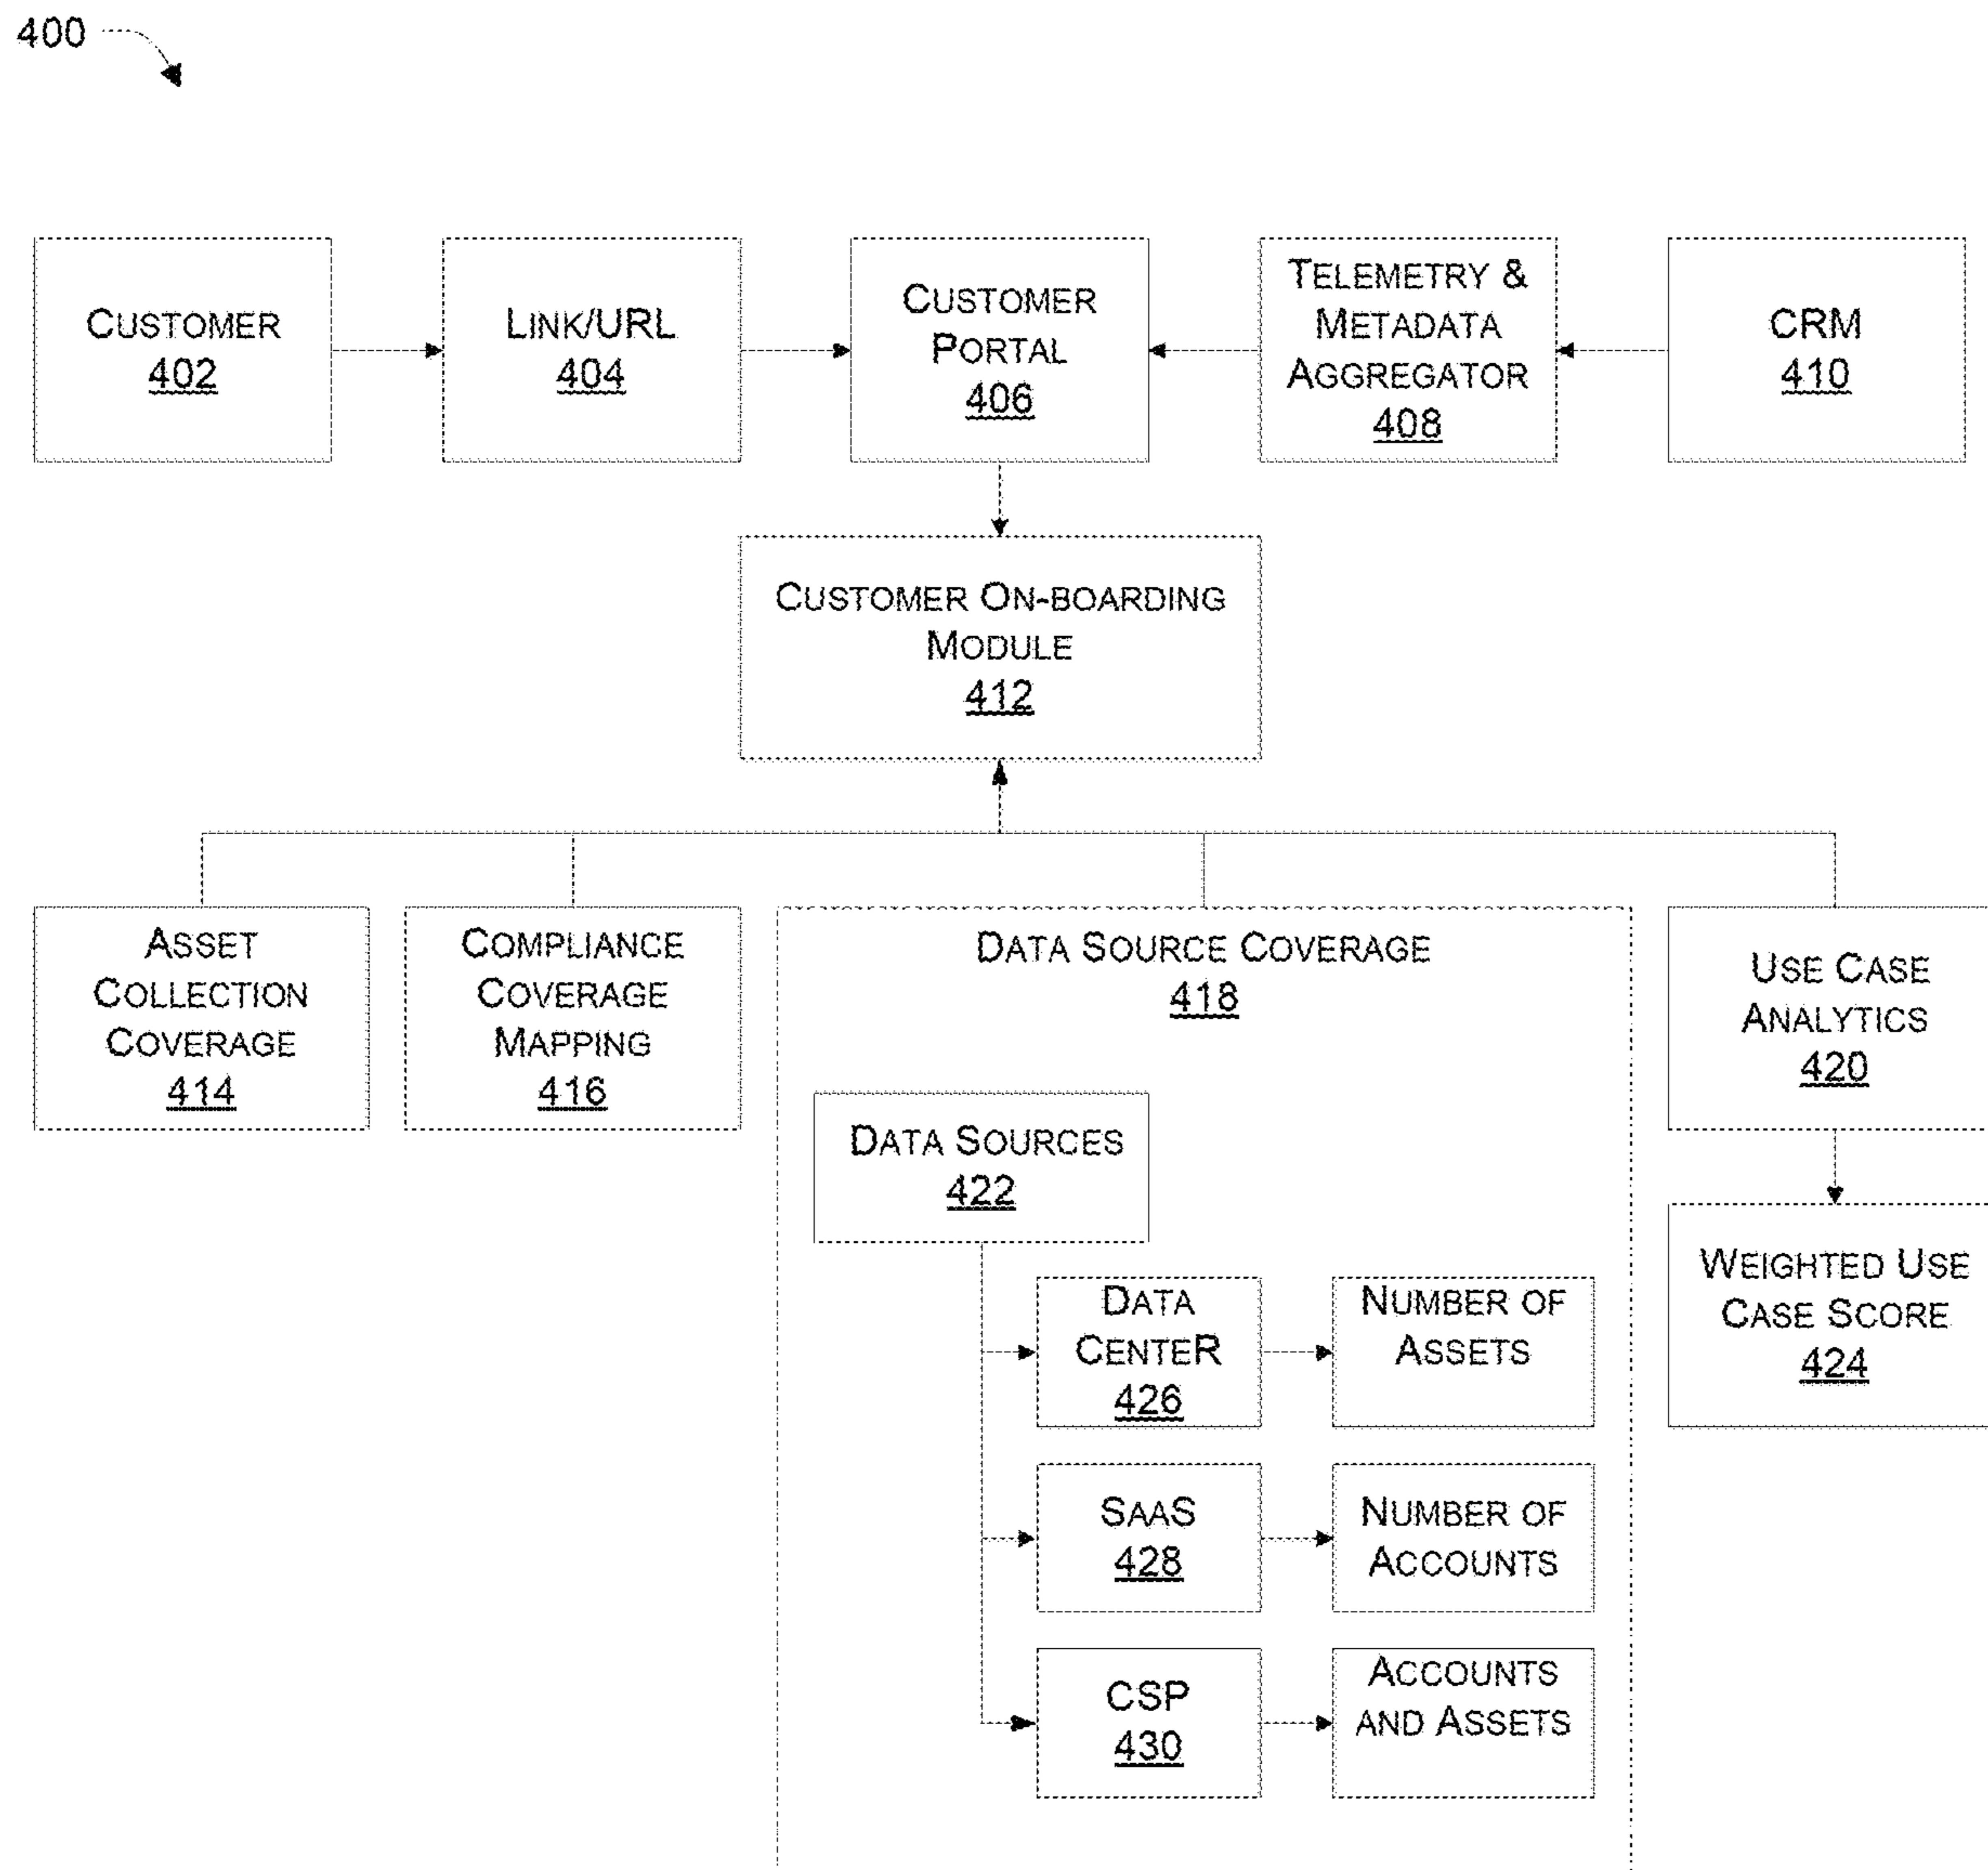 400
CUSTOMER
402
LINK/URL
404
CUSTOMER
PORTAL
406
TELEMETRY &
METADATA
AGGREGATOR
408
CRM
410
CUSTOMER ON-BOARDING
MODULE
412
ASSET
COLLECTION
COVERAGE
414
COMPLIANCE
COVERAGE
MAPPING
416
DATA SOURCE COVERAGE
418
USE CASE
ANALYTICS
420
DATA SOURCES
422
WEIGHTED USE
CASE SCORE
424
DATA
CENTER
426
NUMBER OF
ASSETS
SAAS
428
NUMBER OF
ACCOUNTS
CSP
430
ACCOUNTS
AND ASSETS